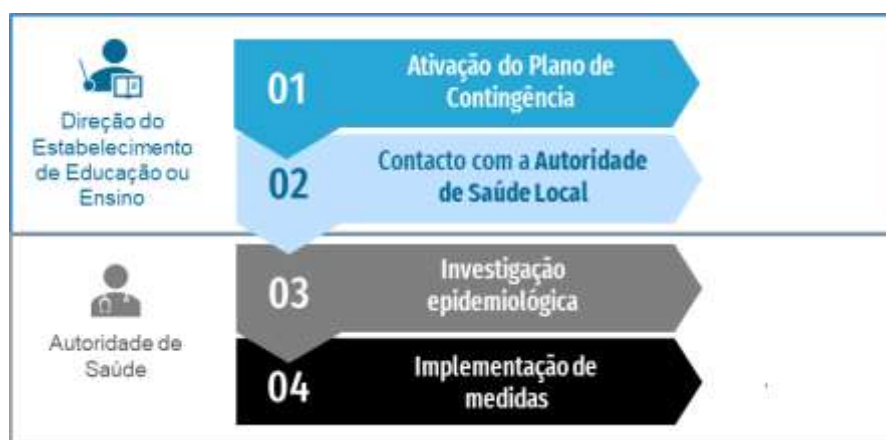 Direção do
Estabelecimento
de Educação ou
Ensino
01
Ativação do Plano de
Contingência
02
Contacto com a Autoridade
de Saúde Local
Autoridade de
Saúde
03
Investigação
epidemiológica
04
Implementação de
medidas